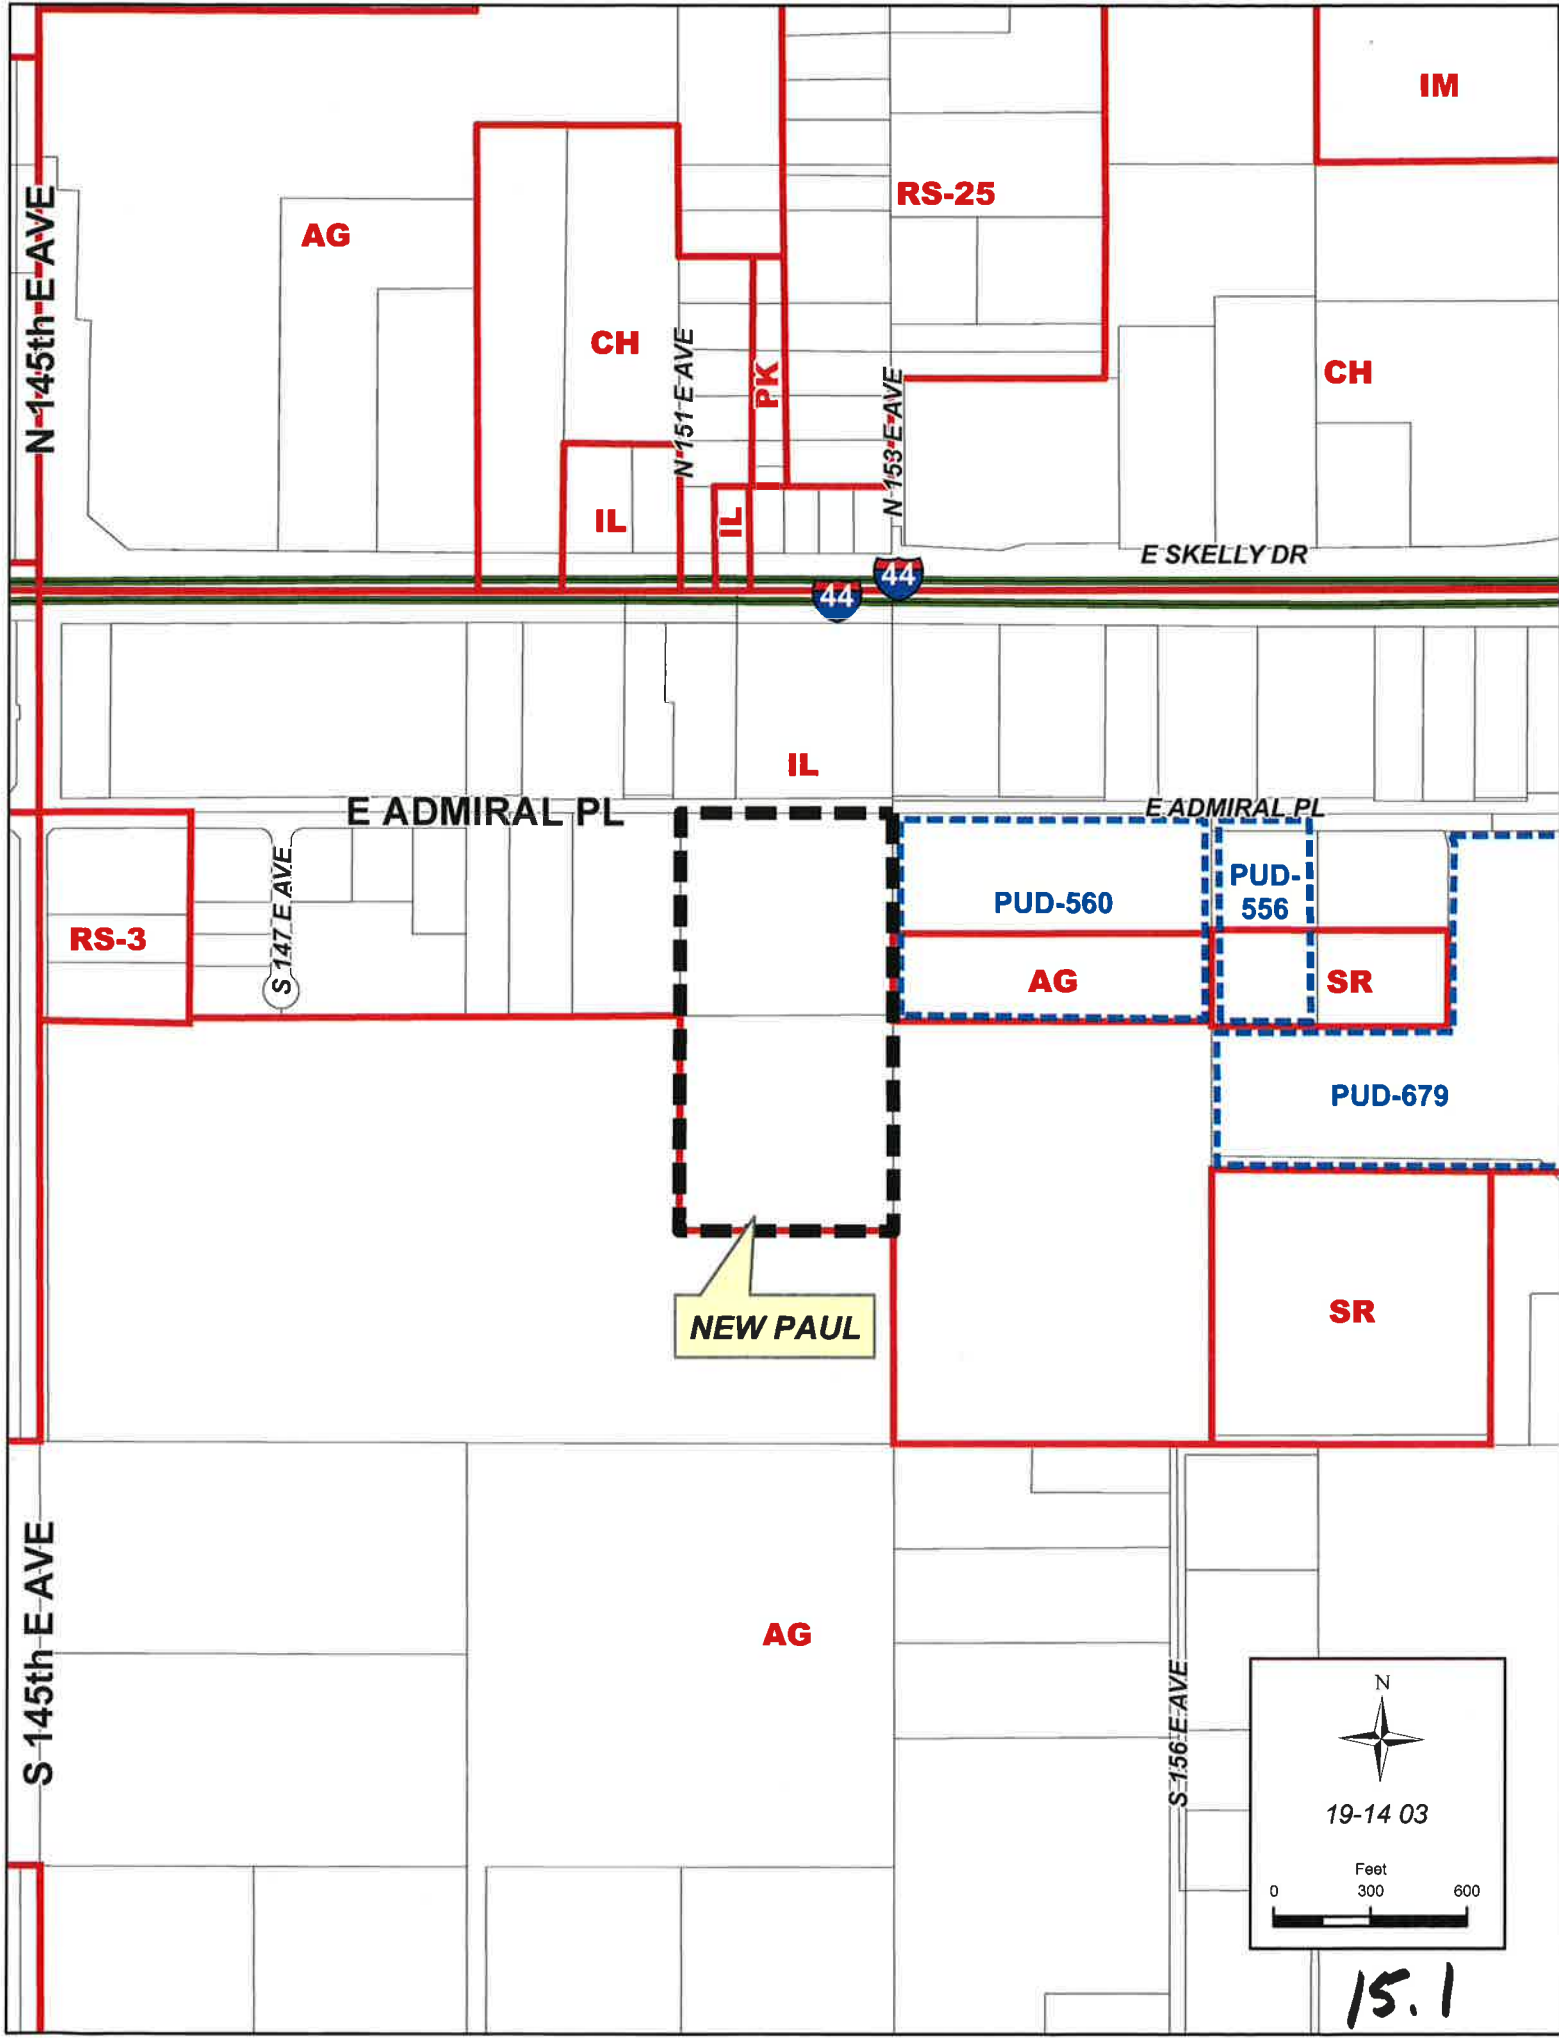 IM
RS-25
AG
N 145th E AVE
CH
N 151 E AVE
PK
N 153 E AVE
CH
IL
IL
E SKELLY DR
44
44
IL
E ADMIRAL PL
E ADMIRAL PL
S 147 E AVE
PUD-560
PUD-
556
RS-3
AG
SR
PUD-679
NEW PAUL
SR
S 145th E AVE
AG
S 156 E AVE
N
19-14 03
Feet
0 300 600
15.1